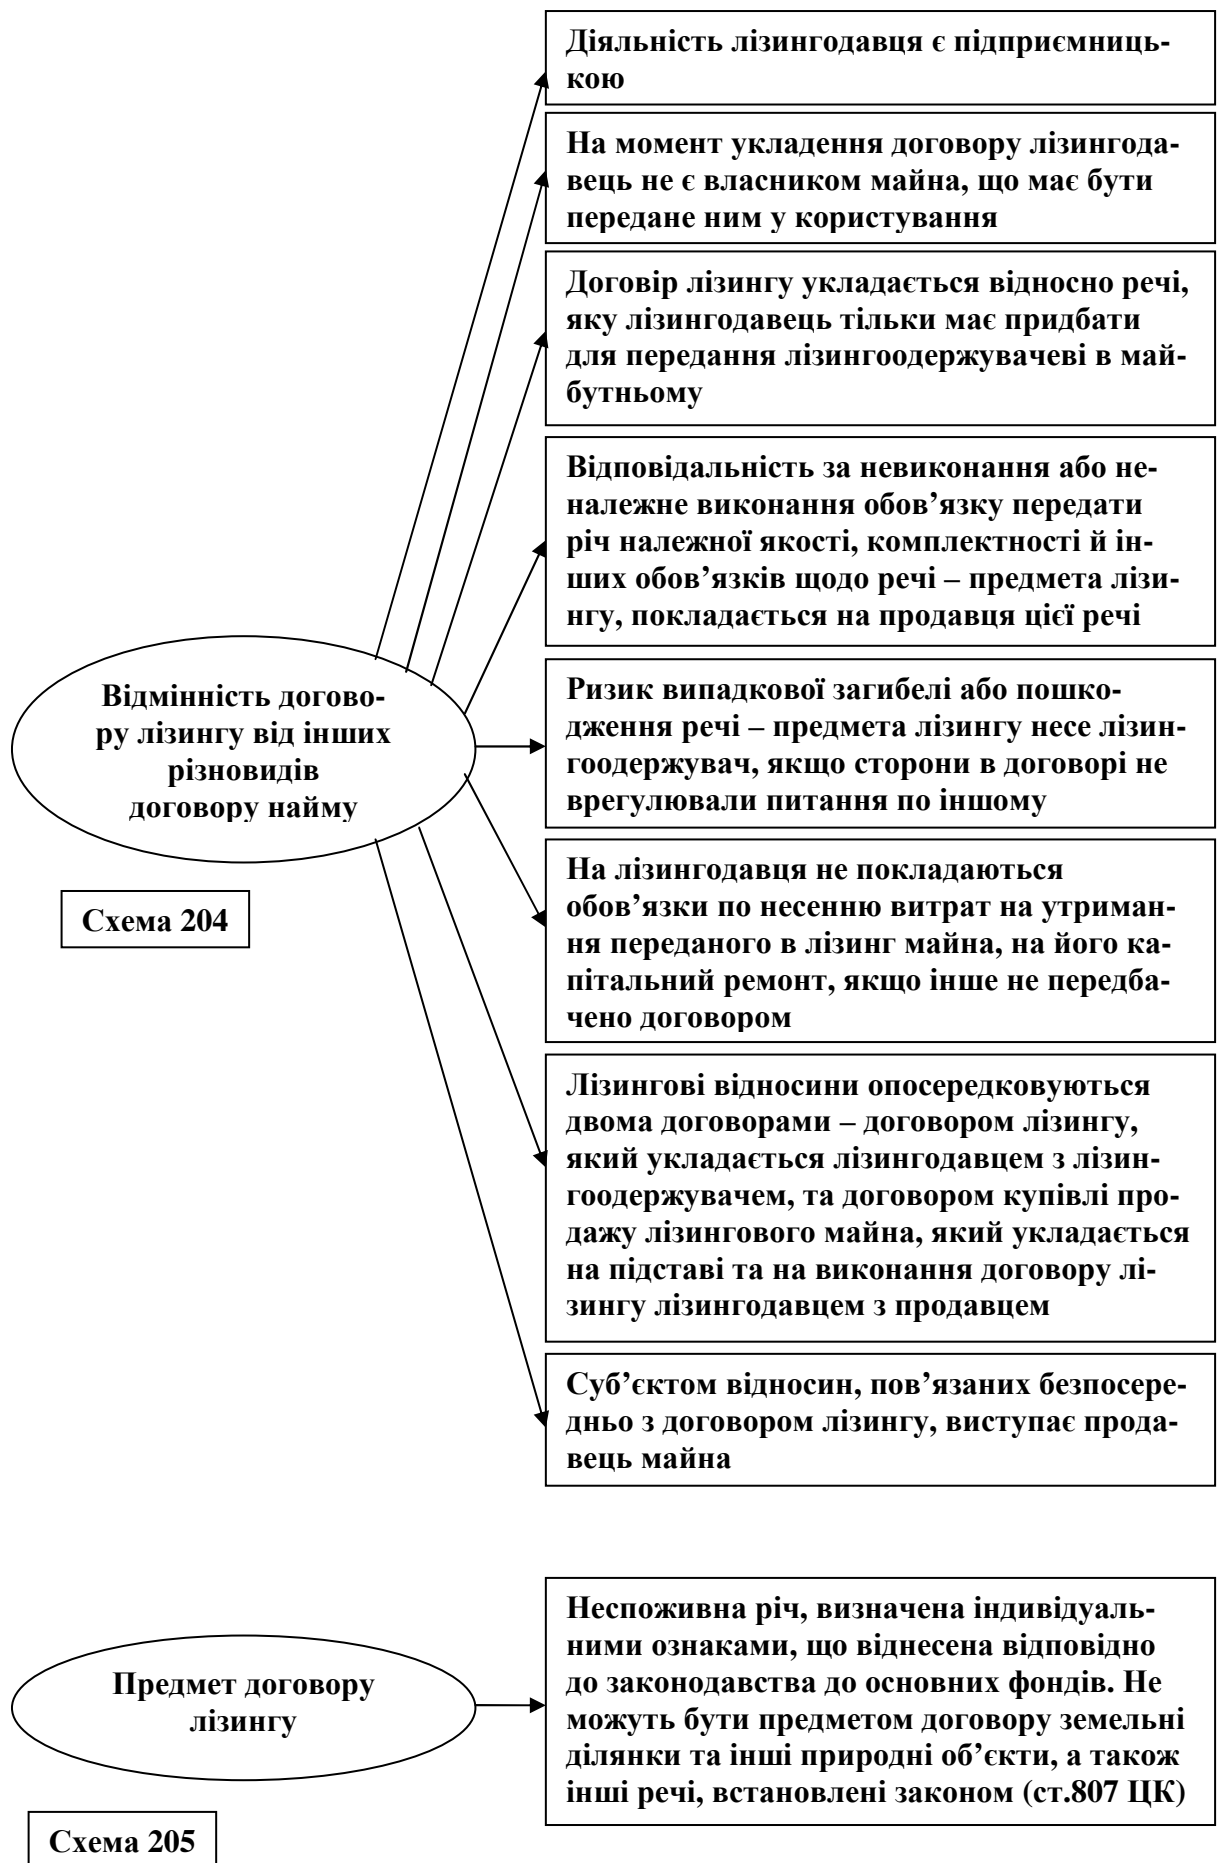 Діяльність лізингодавця є підприємниць-
кою
На момент укладення договору лізингода-
вець не є власником майна, що має бути
передане ним у користування
Договір лізингу укладається відносно речі,
яку лізингодавець тільки має придбати
для передання лізингоодержувачеві в май-
бутньому
Відповідальність за невиконання або не-
належне виконання обов’язку передати
річ належної якості, комплектності й ін-
ших обов’язків щодо речі – предмета лізи-
нгу, покладається на продавця цієї речі
Відмінність догово-
ру лізингу від інших
різновидів
договору найму
Ризик випадкової загибелі або пошко-
дження речі – предмета лізингу несе лізин-
гоодержувач, якщо сторони в договорі не
врегулювали питання по іншому
На лізингодавця не покладаються
обов’язки по несенню витрат на утриман-
ня переданого в лізинг майна, на його ка-
пітальний ремонт, якщо інше не передба-
чено договором
Схема 204
Лізингові відносини опосередковуються
двома договорами – договором лізингу,
який укладається лізингодавцем з лізин-
гоодержувачем, та договором купівлі про-
дажу лізингового майна, який укладається
на підставі та на виконання договору лі-
зингу лізингодавцем з продавцем
Суб’єктом відносин, пов’язаних безпосере-
дньо з договором лізингу, виступає прода-
вець майна
Предмет договору
лізингу
Неспоживна річ, визначена індивідуаль-
ними ознаками, що віднесена відповідно
до законодавства до основних фондів. Не
можуть бути предметом договору земельні
ділянки та інші природні об’єкти, а також
інші речі, встановлені законом (ст.807 ЦК)
Схема 205